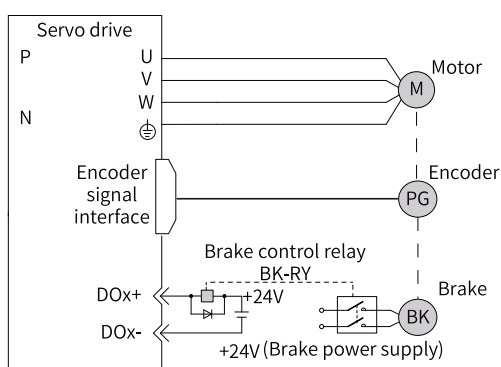 Servo drive
P
U
Motor
V
M
W
N
Encoder
signal
interface
Encoder
PG
Brake control relay
BK-RY
Brake
DOx+
+24V
BK
DOx-
+24V (Brake power supply)